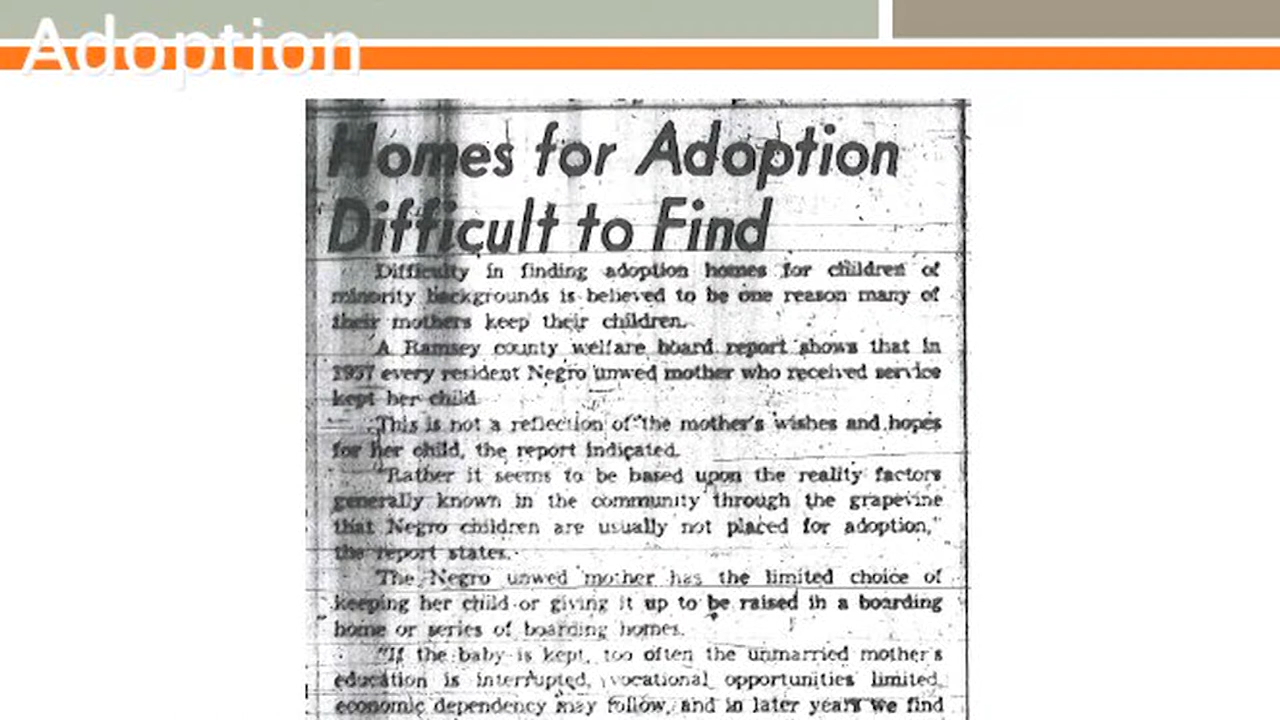 Adoption
Homes for Adoption
Difficult to Find
Difficulty in finding adoption homes for children of
minority backgrounds is believed to be one reason many of
their mothers keep their children.
A Ramsey county welfare board report shows that in
1957 every resident Negro unwed mother who received service
kept her child.
This is not a reflection of the mother's wishes and hopes
for her child, the report indicated.
"Rather it seems to be based upon the reality factors
generally known in the community through the grapevine
that Negro children are usually not placed for adoption,"
the report states.
The Negro unwed mother has the limited choice of
keeping her child or giving it up to be raised in a boarding
home or series of boarding homes.
"If the baby is kept, too often the unmarried mother's
education is interrupted, vocational opportunities limited,
economic dependency may follow, and in later years we find